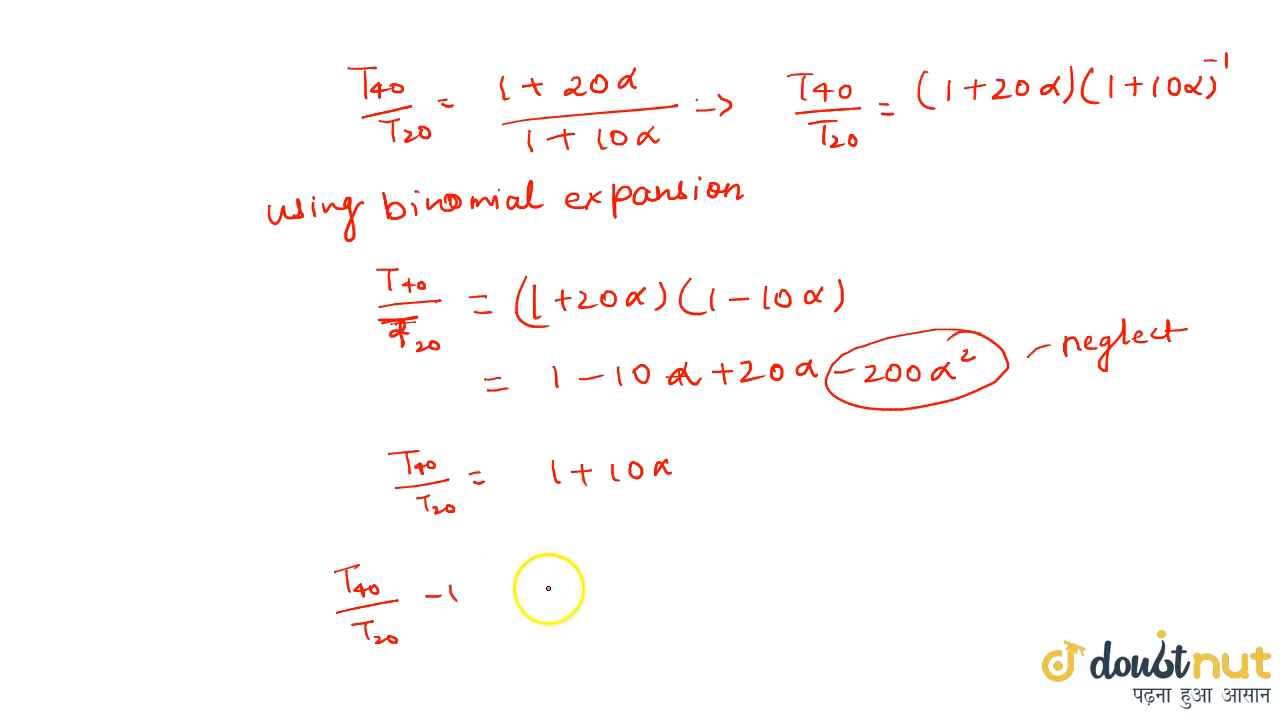 T40/T20 = (1 + 20α)/(1 + 10α) => T40/T20 = (1 + 20α)(1 + 10α)^-1
using binomial expansion
T40/T20 = (1 + 20α)(1 - 10α)
= 1 - 10α + 20α - 200α² - neglect
T40/T20 = 1 + 10α
T40/T20 - 1
doubtnut
पढ़ना हुआ आसान